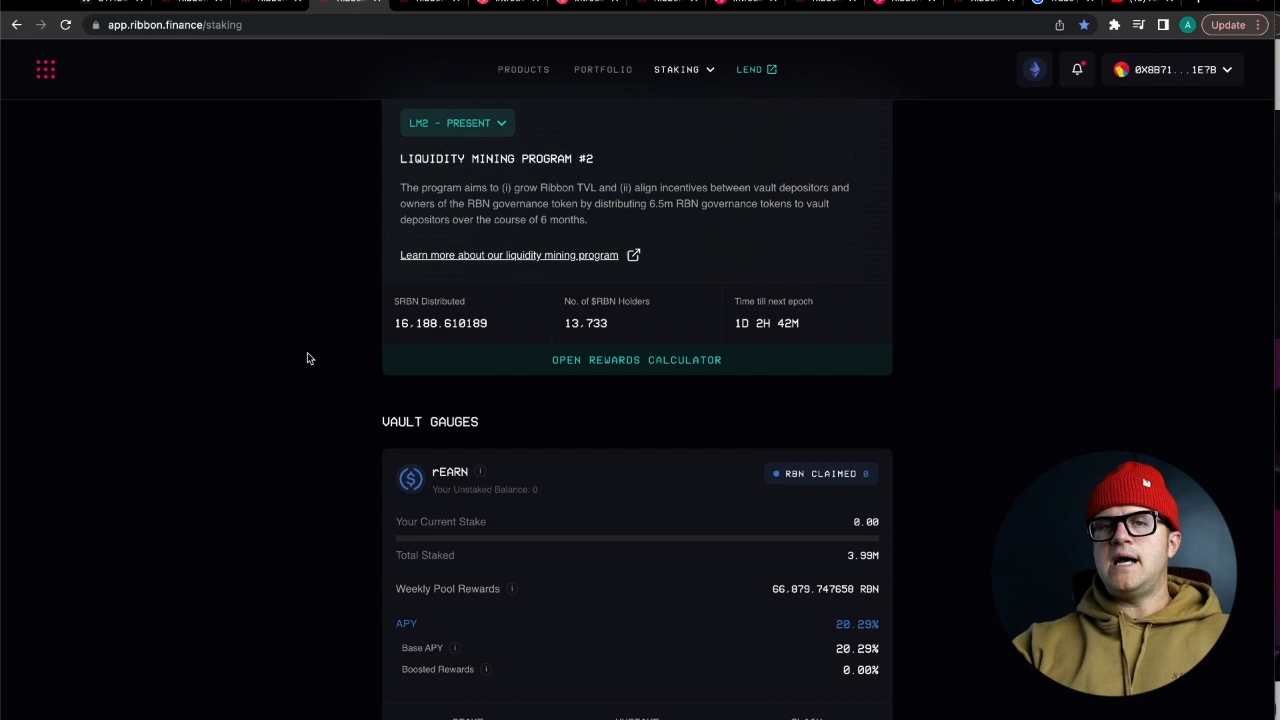 app.ribbon.finance/staking
Update
PRODUCTS PORTFOLIO STAKING LEND 0X8B71...1E7B
LM2 - PRESENT
LIQUIDITY MINING PROGRAM #2
The program aims to (i) grow Ribbon TVL and (ii) align incentives between vault depositors and
owners of the RBN governance token by distributing 6.5m RBN governance tokens to vault
depositors over the course of 6 months.
Learn more about our liquidity mining program
$RBN Distributed No. of $RBN Holders Time till next epoch
16,188.610189 13,733 1D 2H 42M
OPEN REWARDS CALCULATOR
VAULT GAUGES
rEARN
RBN CLAIMED 0
Your Unstaked Balance: 0
Your Current Stake 0.00
Total Staked 3.99M
Weekly Pool Rewards 66,879.747658 RBN
APY 20.29%
Base APY 20.29%
Boosted Rewards 0.00%